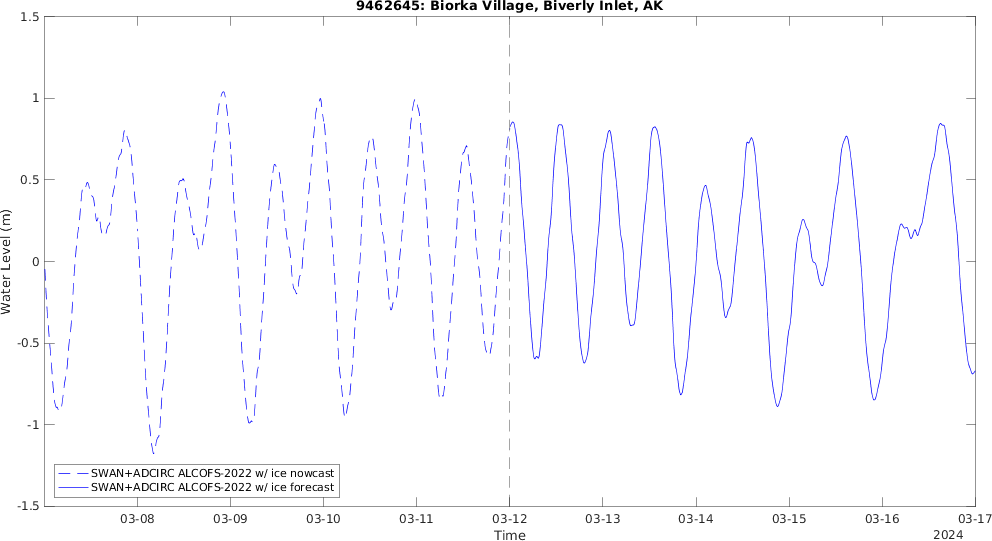 9462645: Biorka Village, Biverly Inlet, AK
Water Level (m)
1.5
1
0.5
0
-0.5
-1
-1.5
SWAN+ADCIRC ALCOFS-2022 w/ ice nowcast
SWAN+ADCIRC ALCOFS-2022 w/ ice forecast
03-08 03-09 03-10 03-11 03-12 03-13 03-14 03-15 03-16 03-17
Time
2024